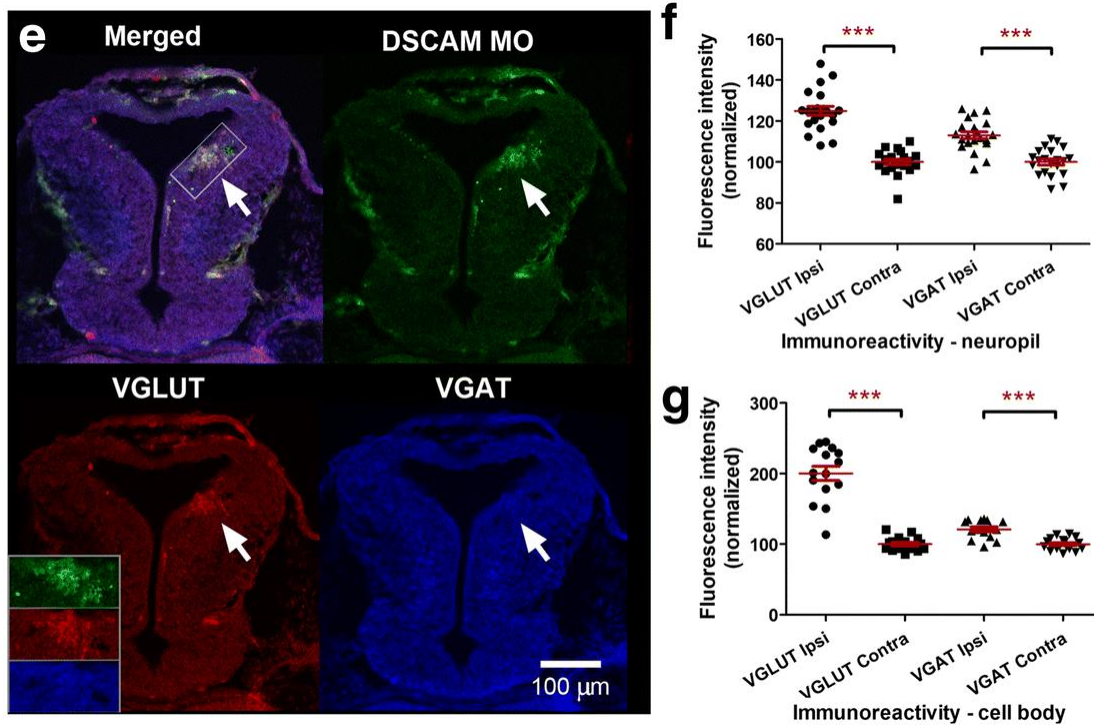 e
Merged
DSCAM MO
VGLUT
VGAT
100 µm
f
Fluorescence intensity
(normalized)
160
140
120
100
80
60
***
***
VGLUT Ipsi
VGLUT Contra
VGAT Ipsi
VGAT Contra
Immunoreactivity - neuropil
g
Fluorescence intensity
(normalized)
300
200
100
0
***
***
VGLUT Ipsi
VGLUT Contra
VGAT Ipsi
VGAT Contra
Immunoreactivity - cell body